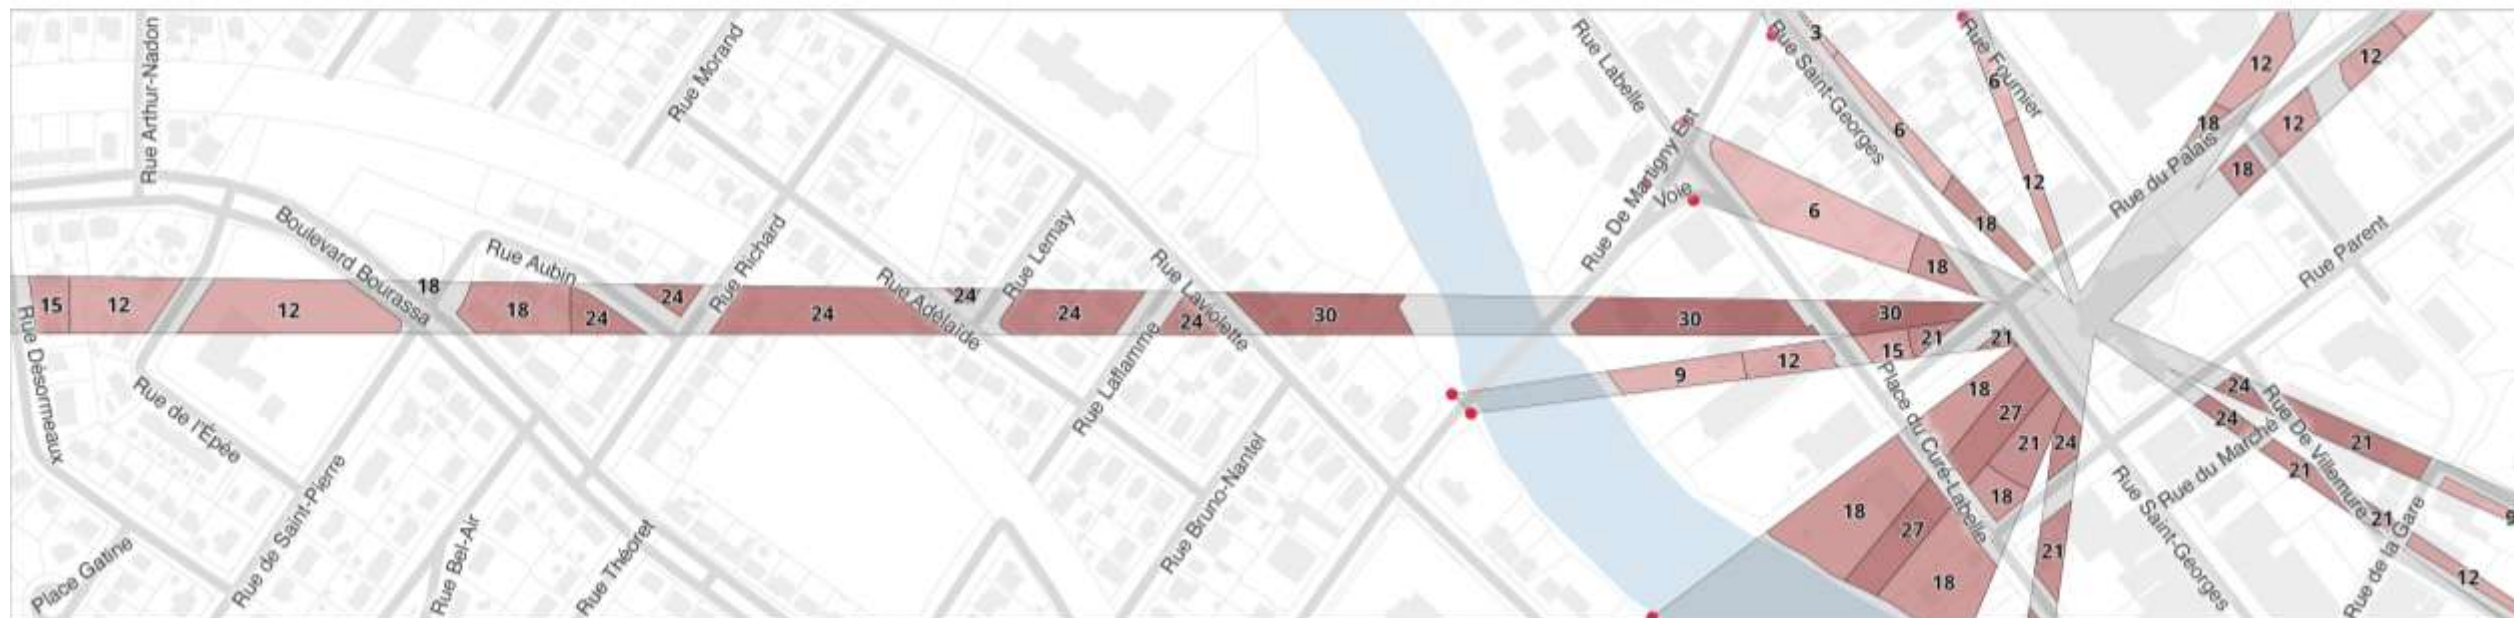 Rue Arthur-Nadon
Rue Morand
Rue Labelle
Rue Saint-Georges
3
Rue Fournier
6
12
12
18
12
18
Rue du Palais
Rue De Martigny Est
Voie
6
6
18
18
12
Rue Parent
Boulevard Bourassa
18
Rue Aubin
Rue Richard
Rue Adélaïde
24
Rue Lemay
Rue Laviolette
15
12
12
18
24
24
24
24
24
30
30
30
Rue Désormeaux
Rue de l'Épée
Rue Laflamme
9
12
15
21
21
Place du Curé-Labelle
18
27
21
24
18
18
27
18
21
24
24
21
21
21
12
9
Rue De Villemure
Rue du Marché
Rue Saint-Georges
Rue de la Gare
Rue Bruno-Nantel
Rue de Saint-Pierre
Rue Bel-Air
Rue Théoret
Place Gatine